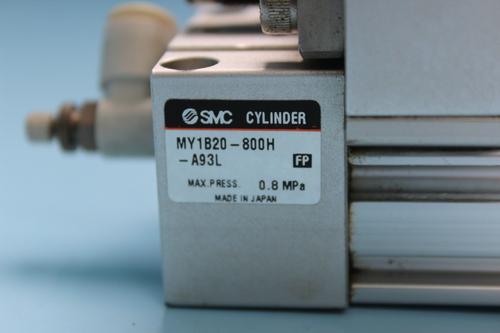 SMC CYLINDER
MY1B20-800H
-A93L FP
MAX.PRESS. 0.8 MPa
MADE IN JAPAN